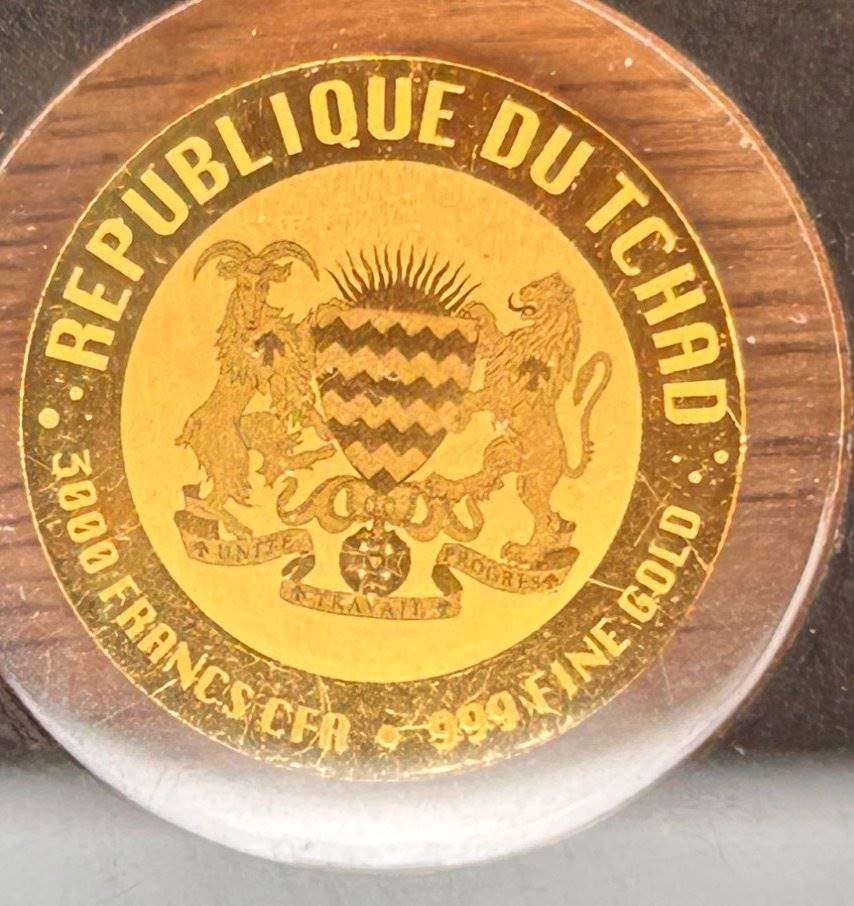 REPUBLIQUE DU TCHAD
3000 FRANCS CFA • 999 FINE GOLD
UNITE
TRAVAIL
PROGRES